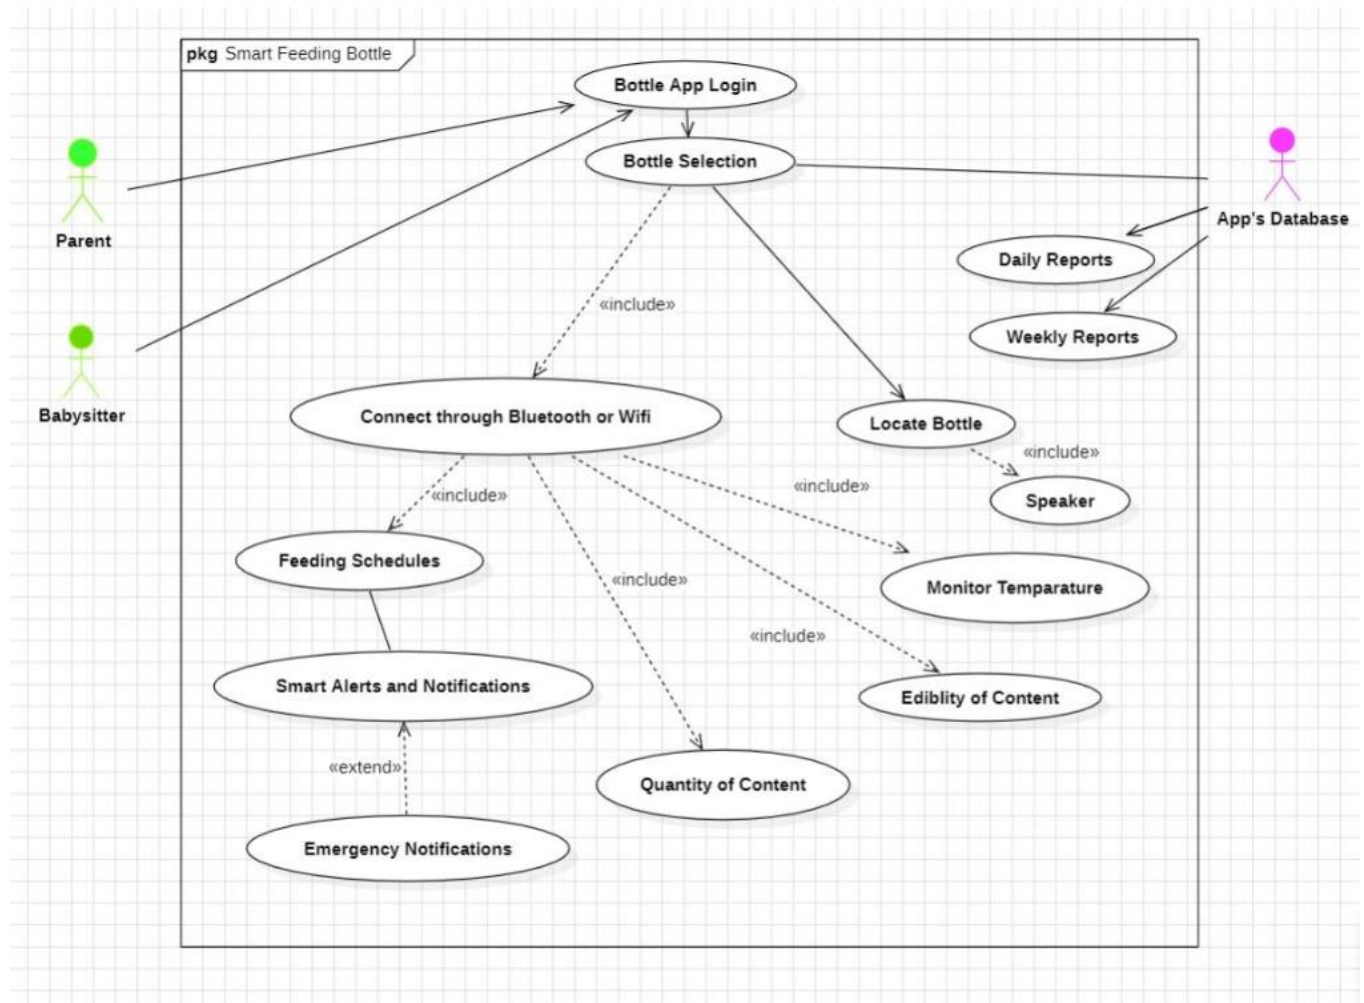 pkg Smart Feeding Bottle
Bottle App Login
Bottle Selection
Parent
App's Database
Daily Reports
«include»
Weekly Reports
Babysitter
Connect through Bluetooth or Wifi
Locate Bottle
«include»
«include»
«include»
Speaker
Feeding Schedules
«include»
Monitor Temparature
«include»
Smart Alerts and Notifications
Ediblity of Content
«extend»
Quantity of Content
Emergency Notifications